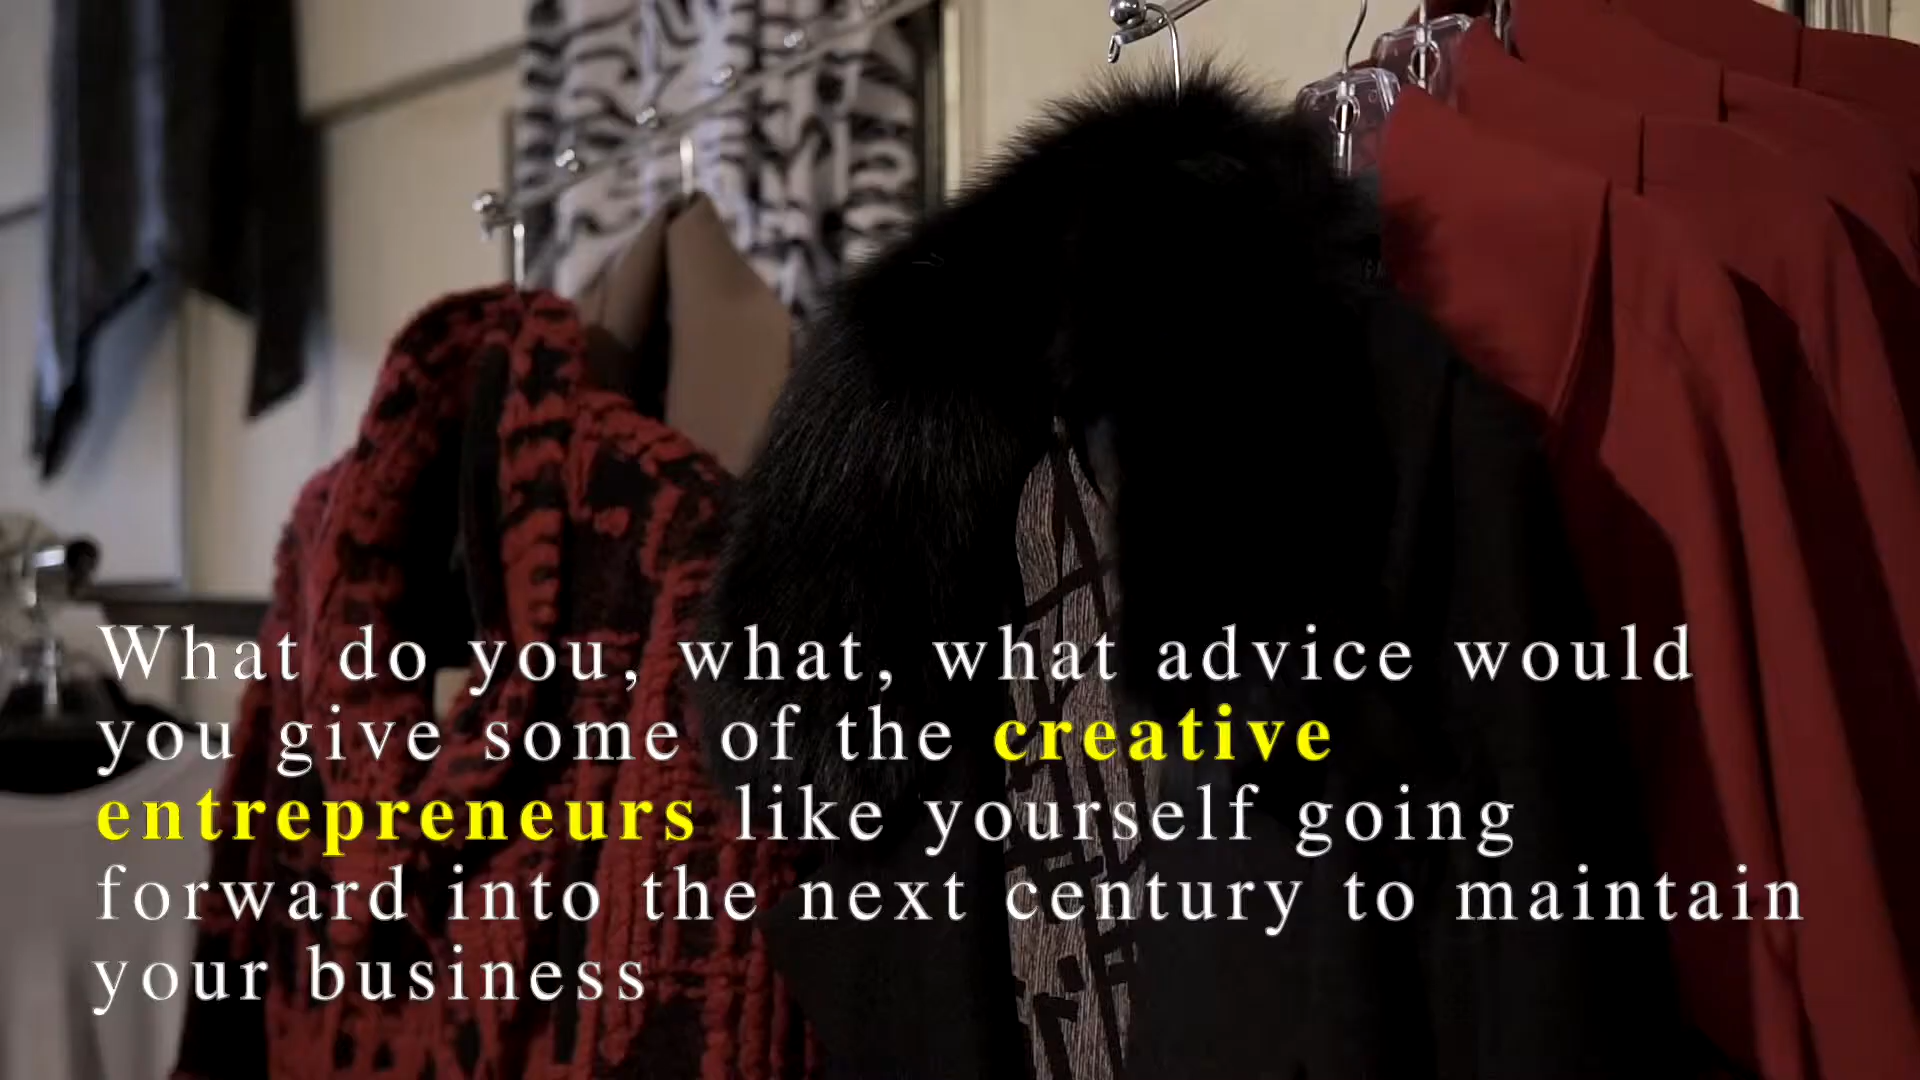 What do you, what, what advice would
you give some of the creative
entrepreneurs like yourself going
forward into the next century to maintain
your business